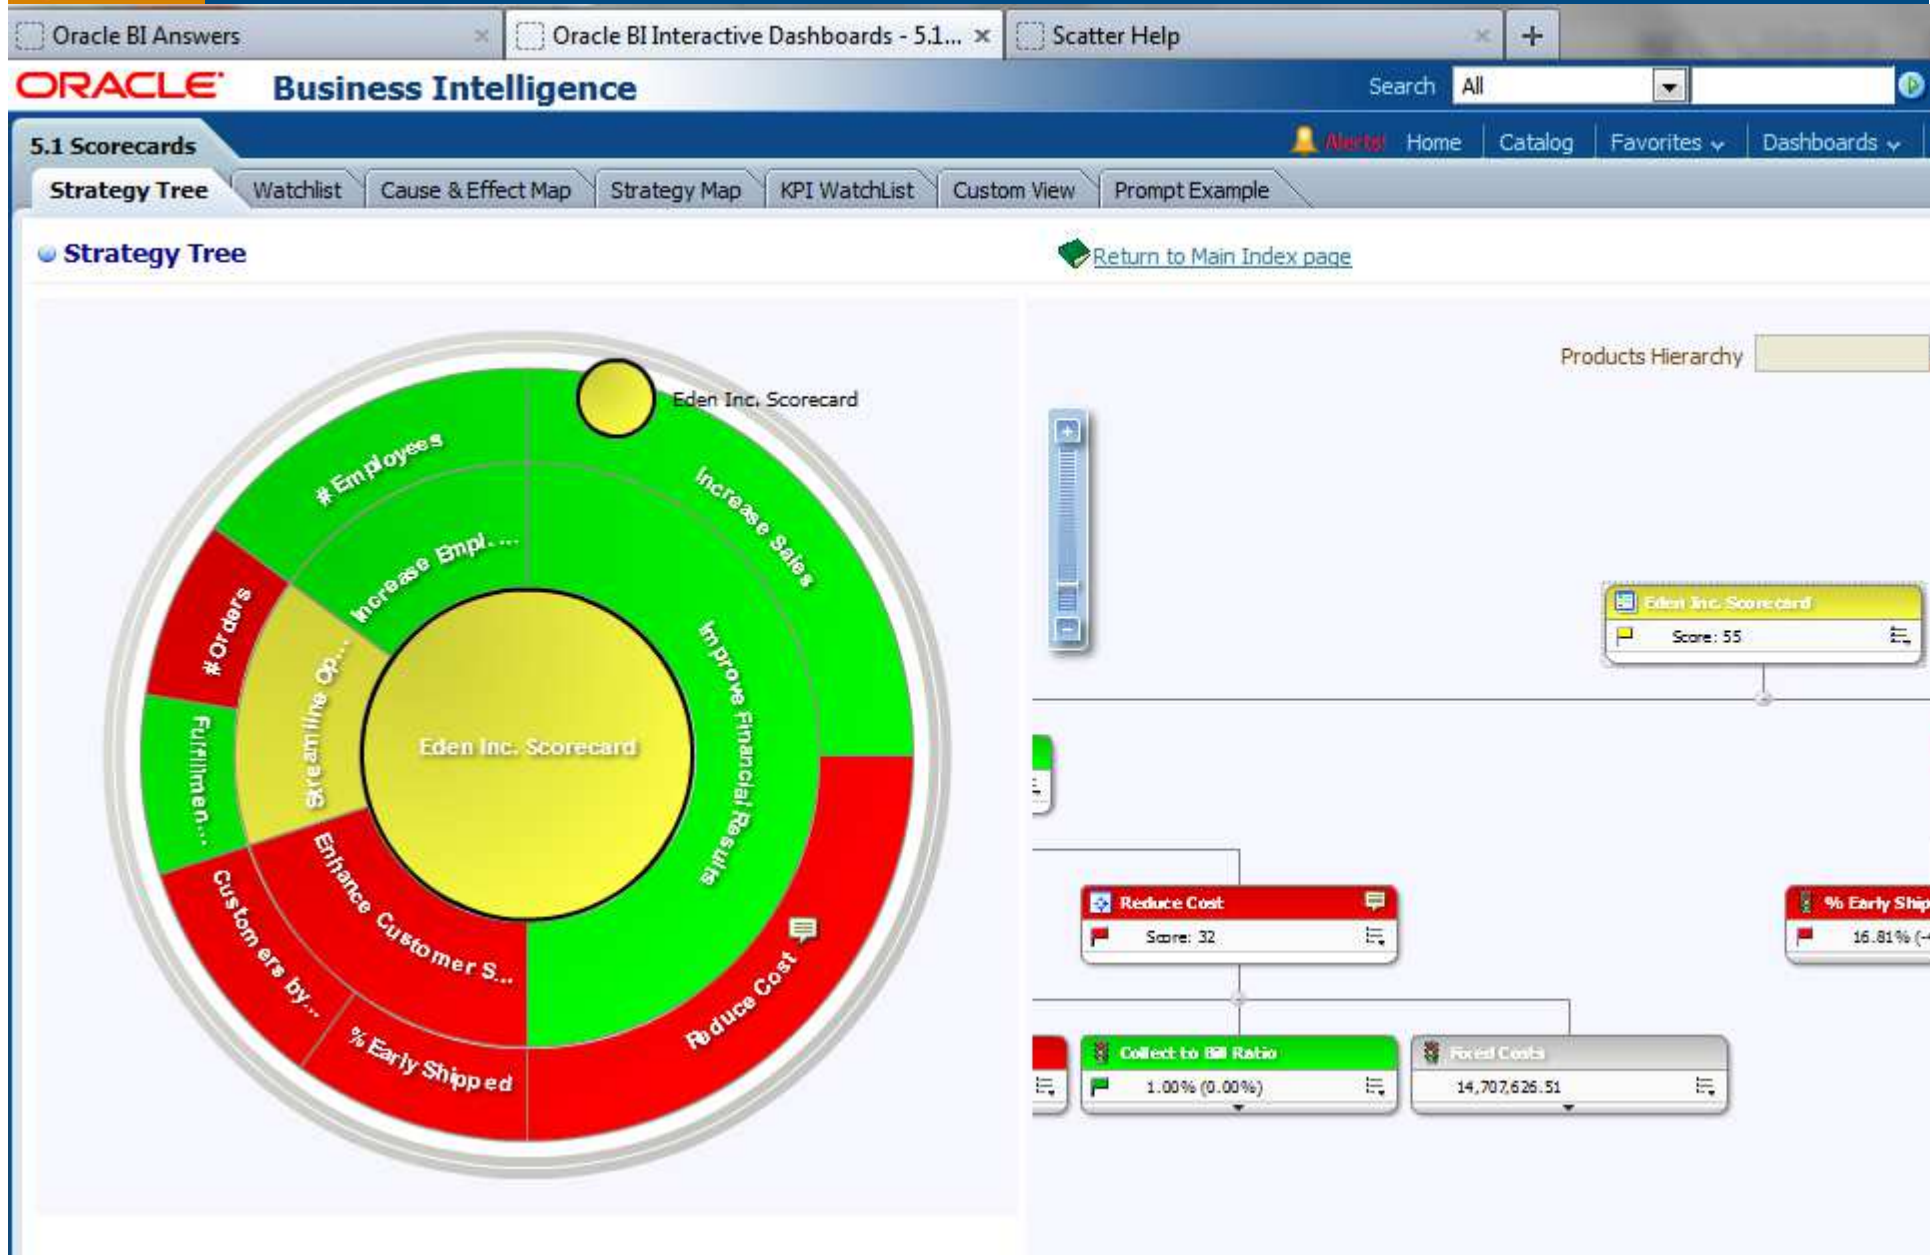 Oracle BI Answers
Oracle BI Interactive Dashboards - 5.1...
Scatter Help
ORACLE Business Intelligence
Search All
5.1 Scorecards
Alerts! Home Catalog Favorites Dashboards
Strategy Tree Watchlist Cause & Effect Map Strategy Map KPI WatchList Custom View Prompt Example
Strategy Tree
Return to Main Index page
Eden Inc. Scorecard
Increase Sales
Improve Financial Results
Reduce Cost
% Early Shipped
Customers by...
Enhance Customer S...
Fulfillmen...
#Orders
Streamline Op...
# Employees
Increase Empl. ...
Eden Inc. Scorecard
Products Hierarchy
Eden Inc. Scorecard
Score: 55
Reduce Cost
Score: 32
% Early Ship
16.81% (-4
Collect to Bill Ratio
1.00% (0.00%)
Fixed Costs
14,707,626.51